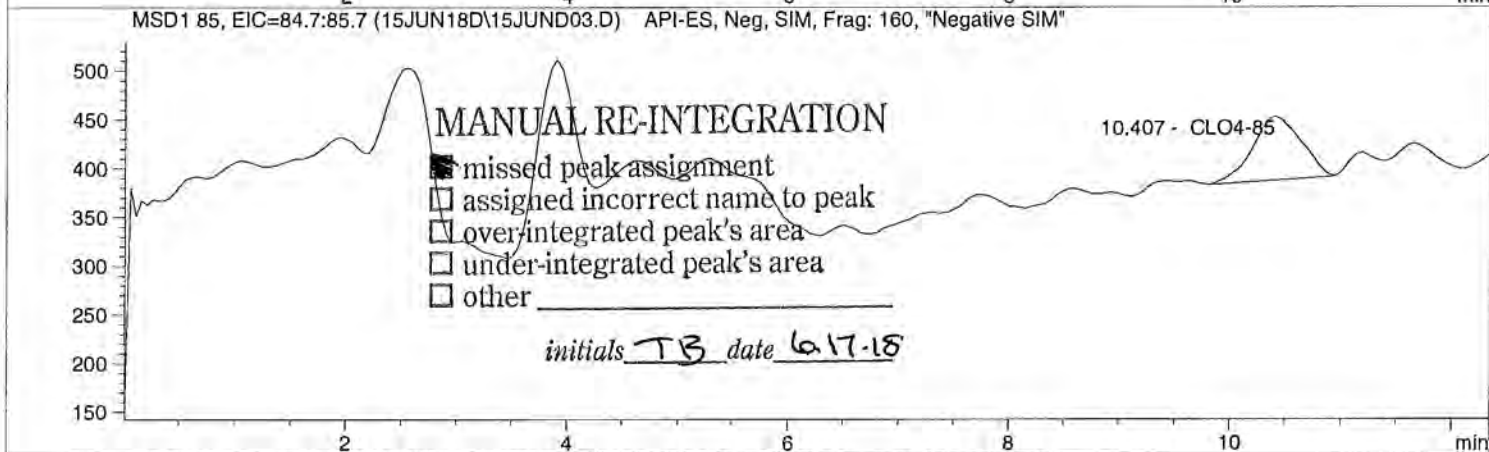 MSD1 85, EIC=84.7:85.7 (15JUN18D\15JUND03.D) API-ES, Neg, SIM, Frag: 160, "Negative SIM"
500
450
400
350
300
250
200
150
MANUAL RE-INTEGRATION
missed peak assignment
assigned incorrect name to peak
over-integrated peak's area
under-integrated peak's area
other
initials TB date 6.17.18
10.407 - CLO4-85
2 4 6 8 10 min